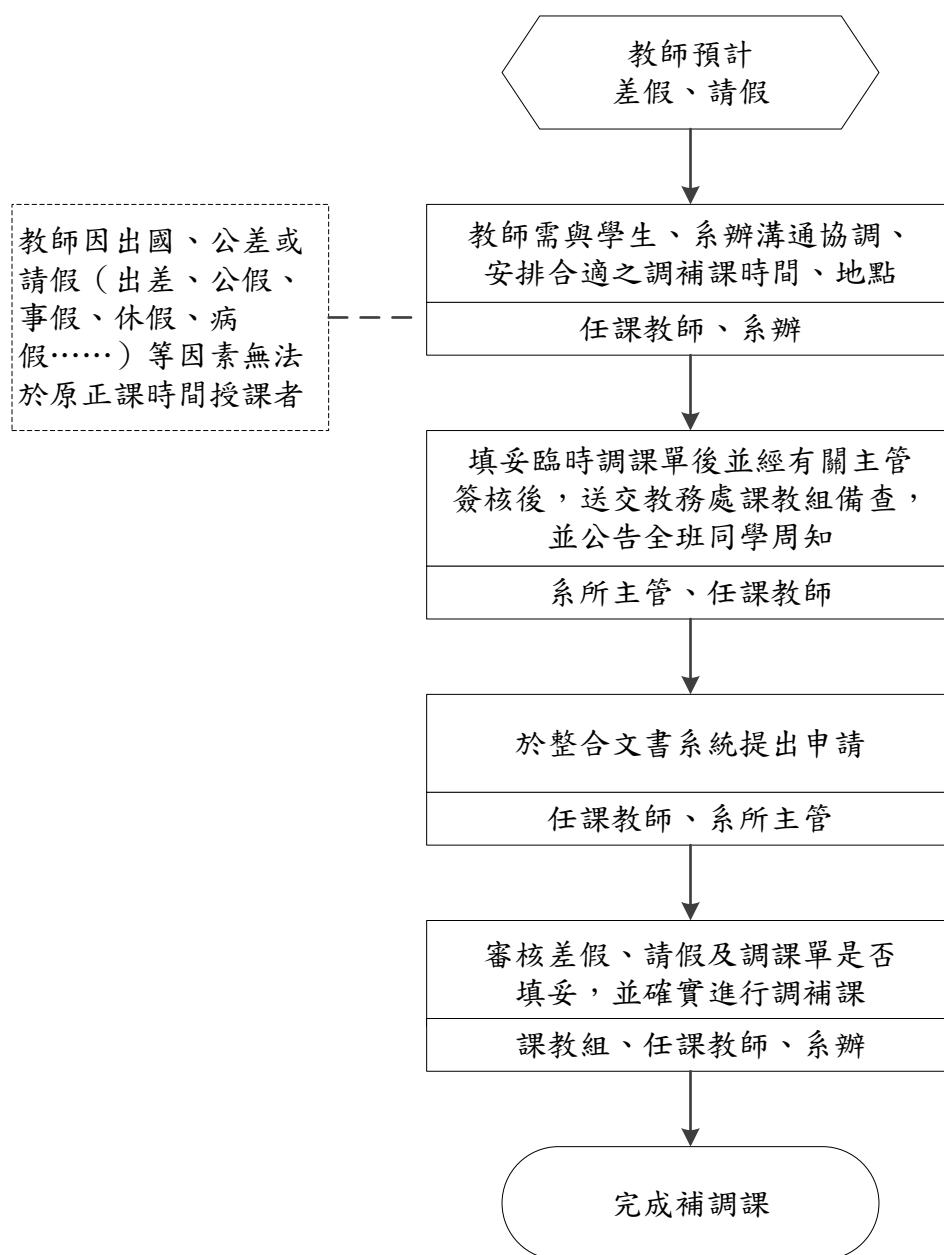 教師預計
差假、請假
教師因出國、公差或
請假（出差、公假、
事假、休假、病
假……）等因素無法
於原正課時間授課者
教師需與學生、系辦溝通協調、
安排合適之調補課時間、地點
任課教師、系辦
填妥臨時調課單後並經有關主管
簽核後，送交教務處課教組備查，
並公告全班同學周知
系所主管、任課教師
於整合文書系統提出申請
任課教師、系所主管
審核差假、請假及調課單是否
填妥，並確實進行調補課
課教組、任課教師、系辦
完成補調課